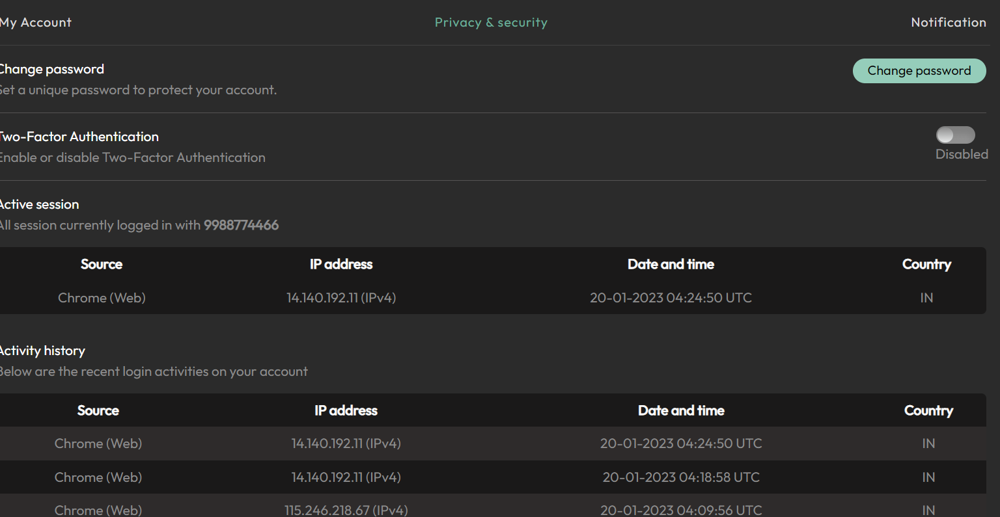 My Account Privacy & security Notification
Change password Change password
Set a unique password to protect your account.
Two-Factor Authentication
Enable or disable Two-Factor Authentication Disabled
Active session
All session currently logged in with 9988774466
Source IP address Date and time Country
Chrome (Web) 14.140.192.11 (IPv4) 20-01-2023 04:24:50 UTC IN
Activity history
Below are the recent login activities on your account
Source IP address Date and time Country
Chrome (Web) 14.140.192.11 (IPv4) 20-01-2023 04:24:50 UTC IN
Chrome (Web) 14.140.192.11 (IPv4) 20-01-2023 04:18:58 UTC IN
Chrome (Web) 115.246.218.67 (IPv4) 20-01-2023 04:09:56 UTC IN